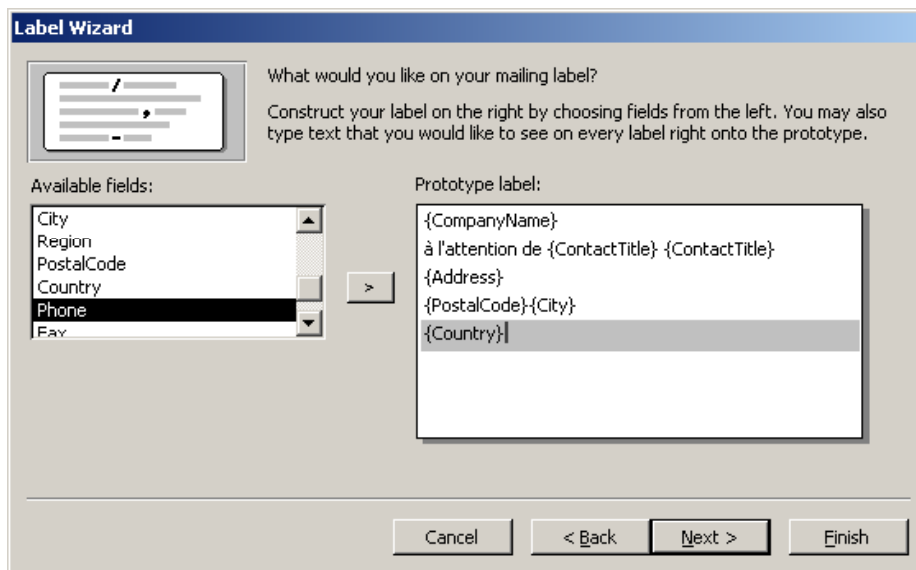 Label Wizard
What would you like on your mailing label?
Construct your label on the right by choosing fields from the left. You may also
type text that you would like to see on every label right onto the prototype.
Available fields:
City
Region
PostalCode
Country
Phone
Fax
>
Prototype label:
{CompanyName}
à l'attention de {ContactTitle} {ContactTitle}
{Address}
{PostalCode}{City}
{Country}
Cancel
< Back
Next >
Finish